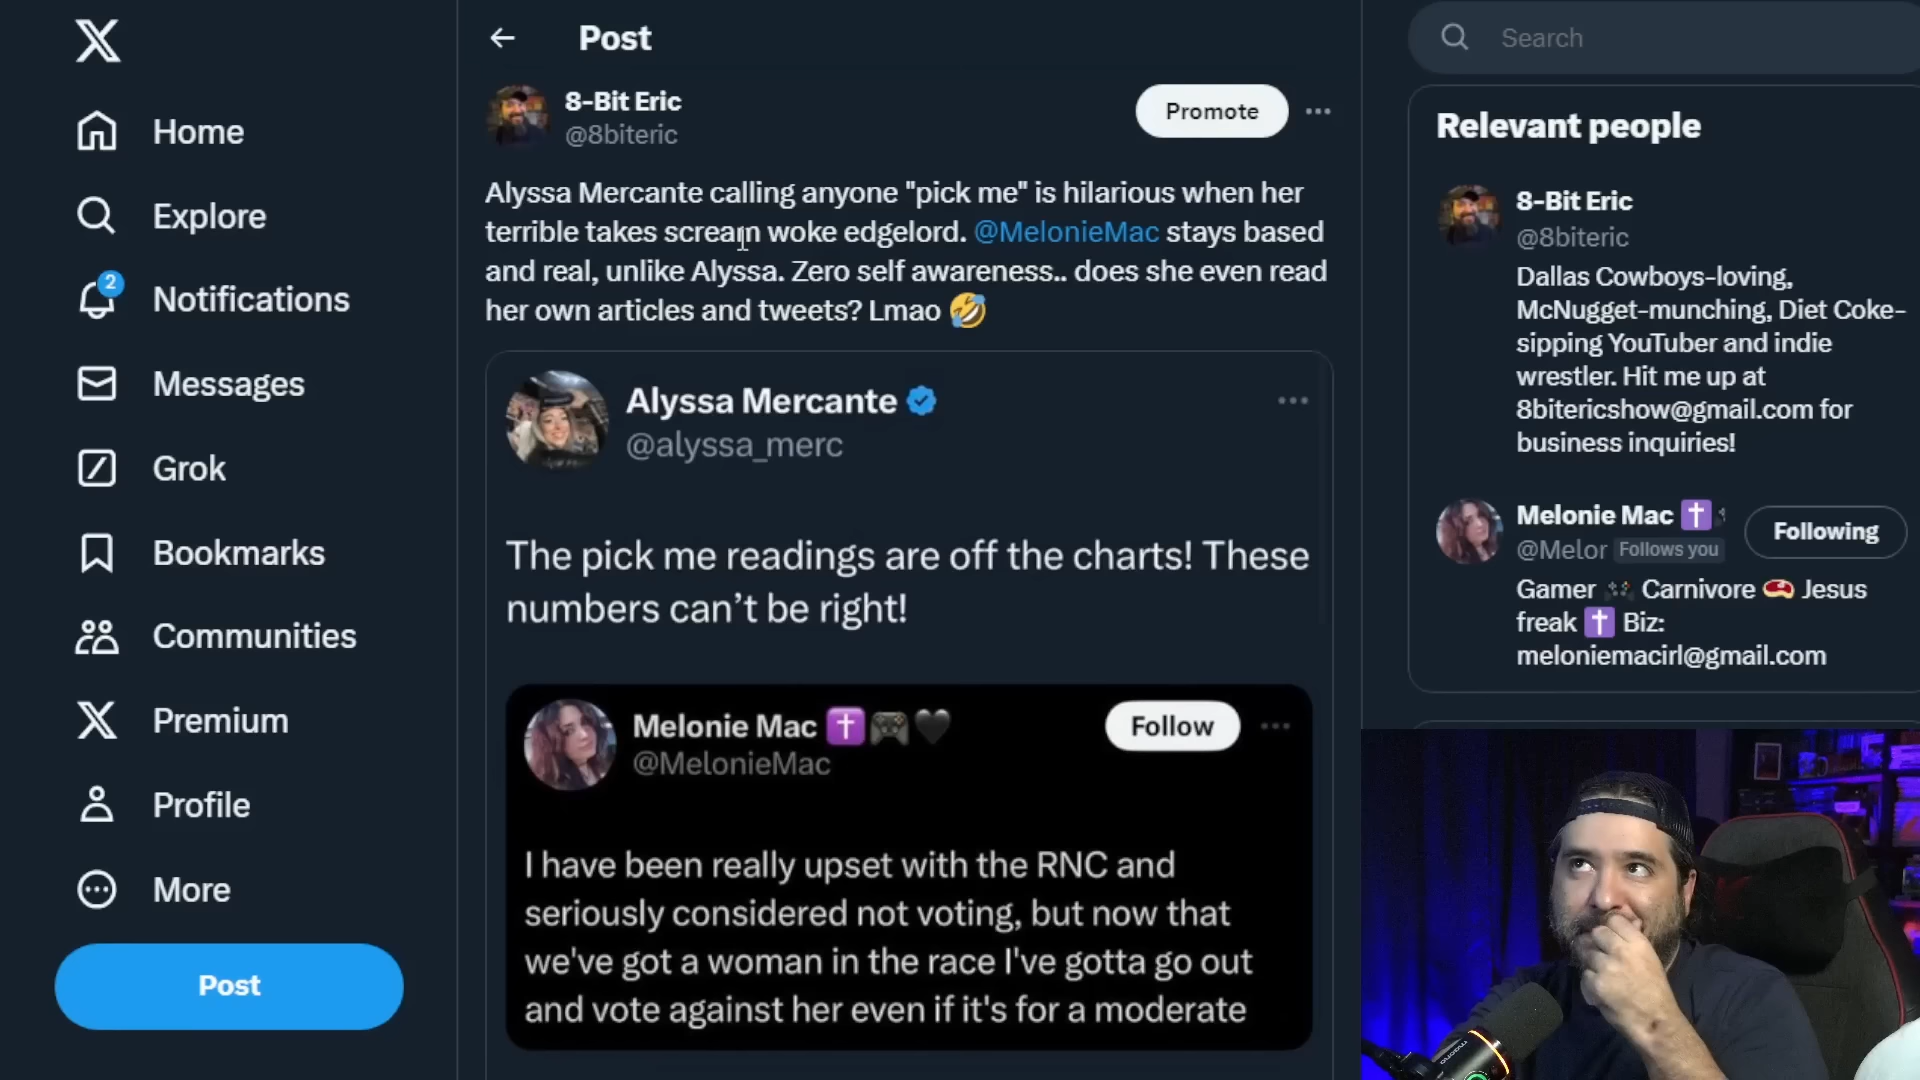 Home
Explore
2
Notifications
Messages
Grok
Bookmarks
Communities
Premium
Profile
More
Post
Post
8-Bit Eric
@8biteric
Promote
Alyssa Mercante calling anyone "pick me" is hilarious when her
terrible takes scream woke edgelord. @MelonieMac stays based
and real, unlike Alyssa. Zero self awareness.. does she even read
her own articles and tweets? Lmao 🤣
Alyssa Mercante
@alyssa_merc
The pick me readings are off the charts! These
numbers can’t be right!
Melonie Mac ✝️🎮🖤
@MelonieMac
Follow
I have been really upset with the RNC and
seriously considered not voting, but now that
we've got a woman in the race I've gotta go out
and vote against her even if it's for a moderate
Search
Relevant people
8-Bit Eric
@8biteric
Dallas Cowboys-loving,
McNugget-munching, Diet Coke-
sipping YouTuber and indie
wrestler. Hit me up at
8bitericshow@gmail.com for
business inquiries!
Melonie Mac ✝️
@Melor Follows you
Following
Gamer 🎮 Carnivore 🥩 Jesus
freak ✝️ Biz:
meloniemacirl@gmail.com